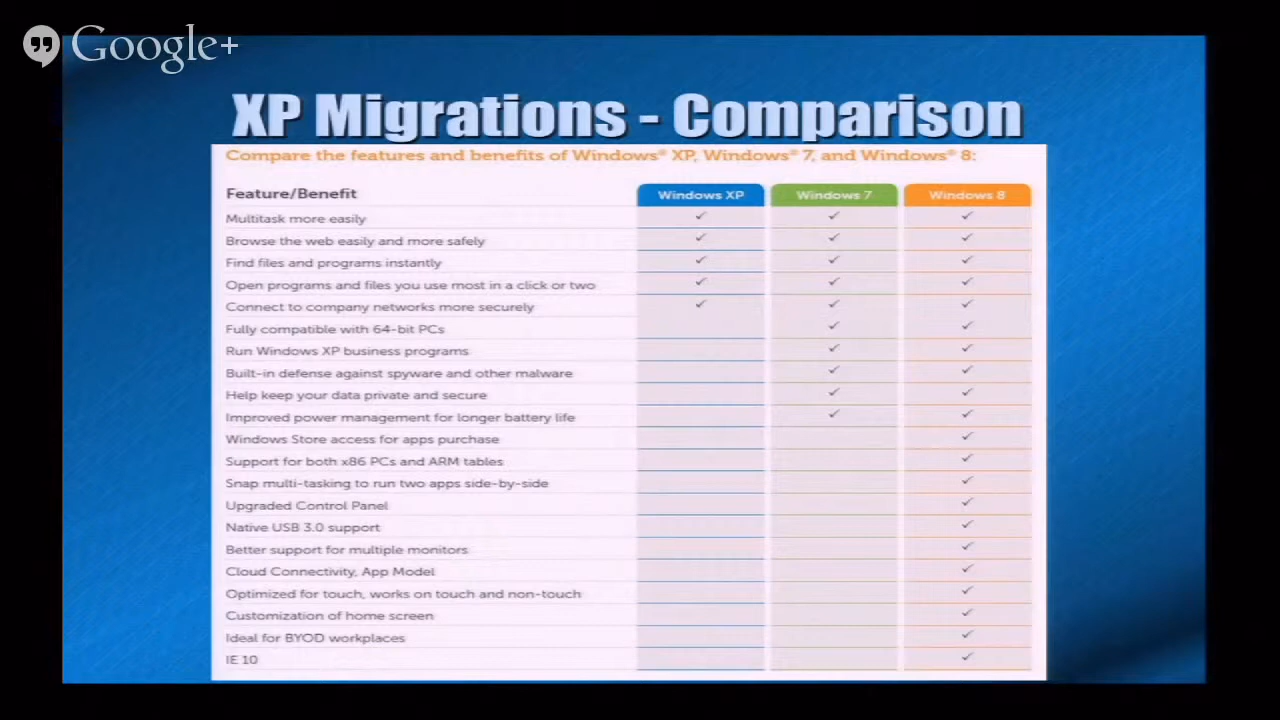 Google+
XP Migrations - Comparison
Compare the features and benefits of Windows® XP, Windows® 7, and Windows® 8:
Feature/Benefit Windows XP Windows 7 Windows 8
Multitask more easily ✓ ✓ ✓
Browse the web easily and more safely ✓ ✓ ✓
Find files and programs instantly ✓ ✓ ✓
Open programs and files you use most in a click or two ✓ ✓ ✓
Connect to company networks more securely ✓ ✓ ✓
Fully compatible with 64-bit PCs ✓ ✓
Run Windows XP business programs ✓ ✓
Built-in defense against spyware and other malware ✓ ✓
Help keep your data private and secure ✓ ✓
Improved power management for longer battery life ✓ ✓
Windows Store access for apps purchase ✓
Support for both x86 PCs and ARM tables ✓
Snap multi-tasking to run two apps side-by-side ✓
Upgraded Control Panel ✓
Native USB 3.0 support ✓
Better support for multiple monitors ✓
Cloud Connectivity, App Model ✓
Optimized for touch, works on touch and non-touch ✓
Customization of home screen ✓
Ideal for BYOD workplaces ✓
IE 10 ✓